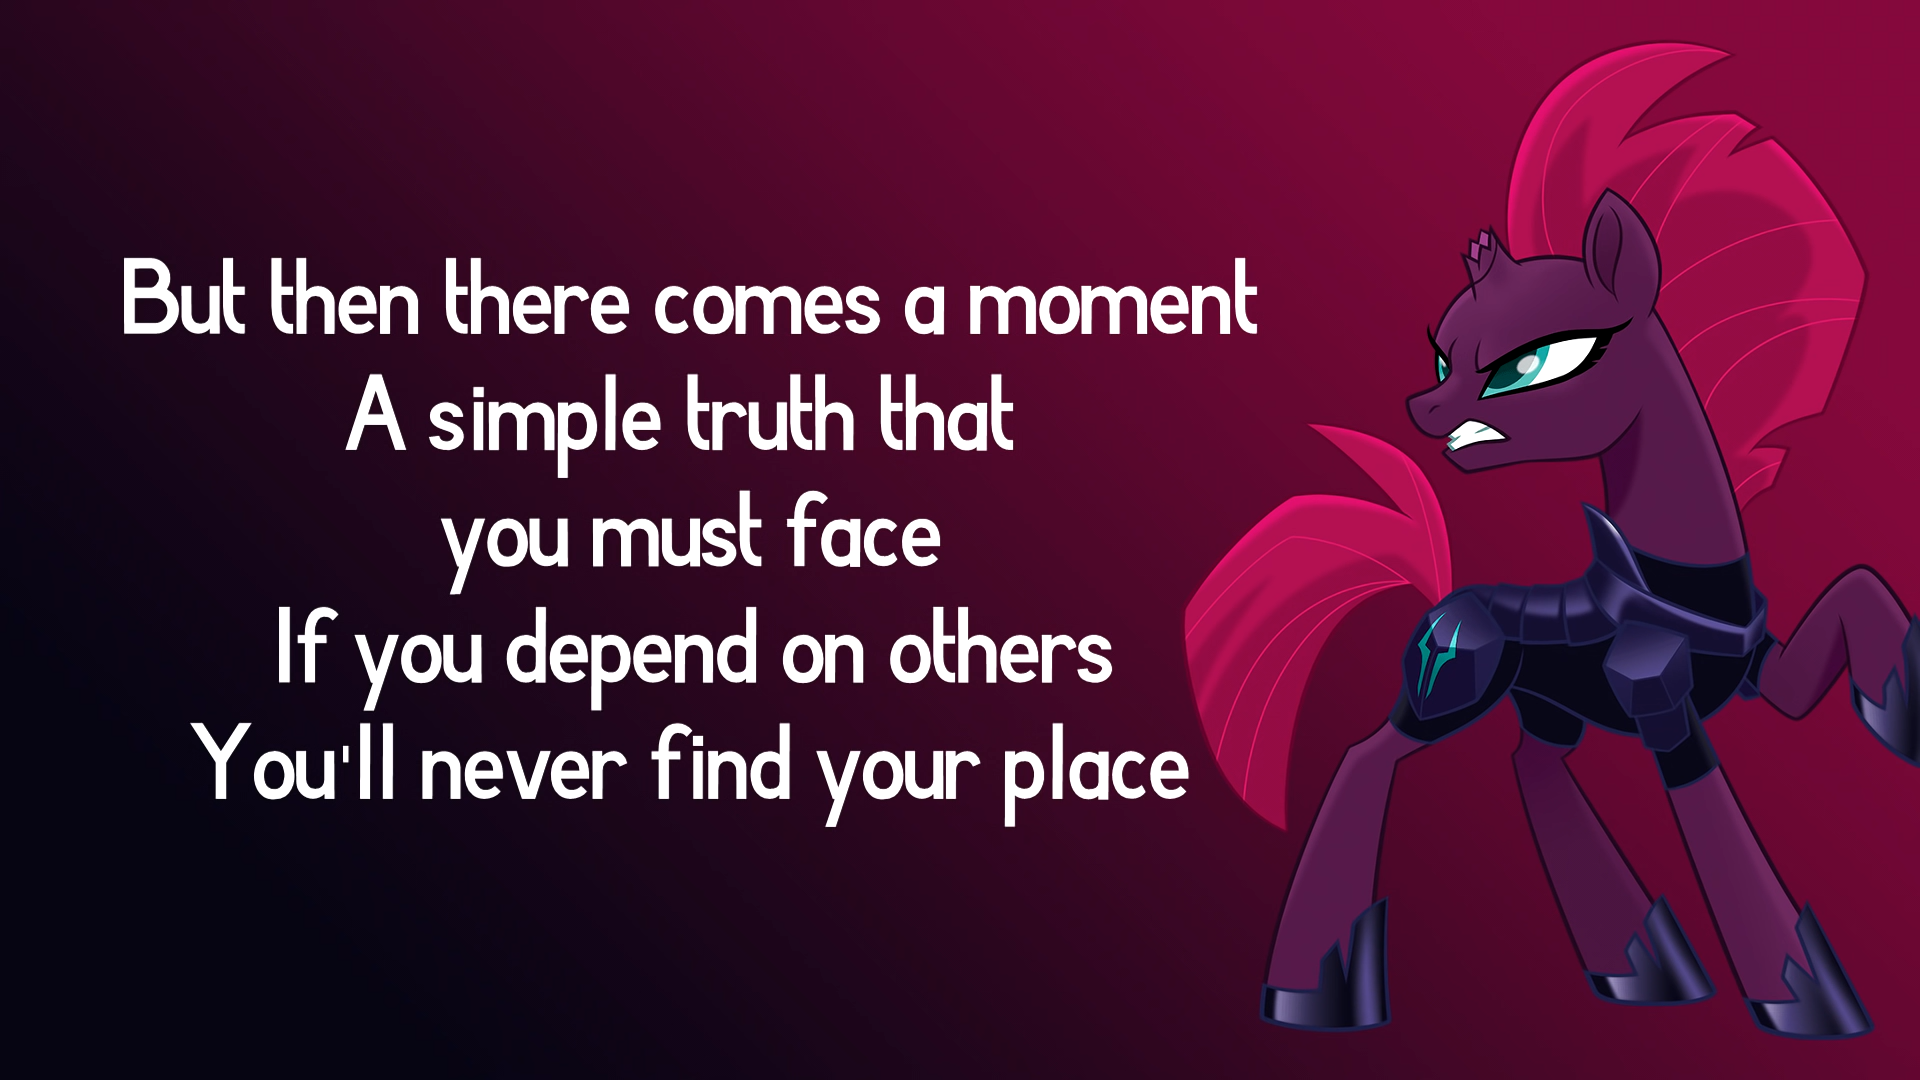 But then there comes a moment
A simple truth that
you must face
If you depend on others
You'll never find your place